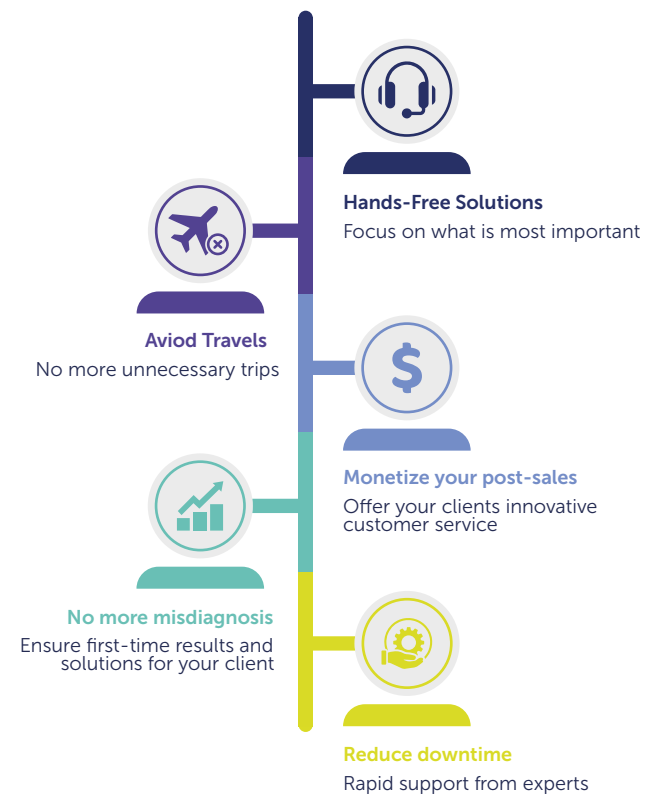 Hands-Free Solutions
Focus on what is most important
Aviod Travels
No more unnecessary trips
$
Monetize your post-sales
Offer your clients innovative
customer service
No more misdiagnosis
Ensure first-time results and
solutions for your client
Reduce downtime
Rapid support from experts